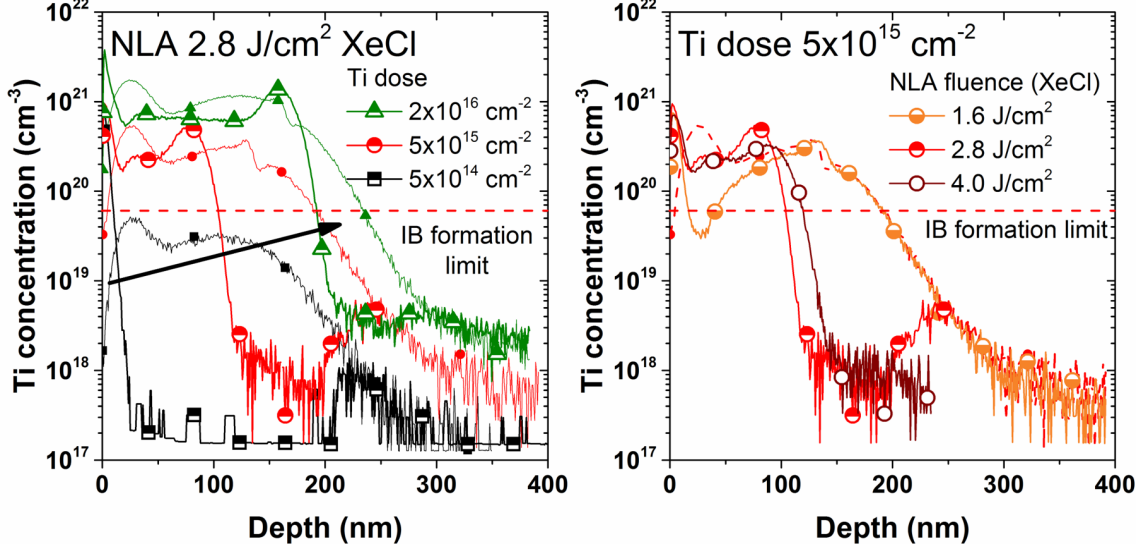 NLA 2.8 J/cm² XeCl
Ti dose
2x10¹⁶ cm⁻²
5x10¹⁵ cm⁻²
5x10¹⁴ cm⁻²
IB formation
limit
10²²
10²¹
10²⁰
10¹⁹
10¹⁸
10¹⁷
Ti concentration (cm⁻³)
0 100 200 300 400
Depth (nm)
Ti dose 5x10¹⁵ cm⁻²
NLA fluence (XeCl)
1.6 J/cm²
2.8 J/cm²
4.0 J/cm²
IB formation limit
10²²
10²¹
10²⁰
10¹⁹
10¹⁸
10¹⁷
Ti concentration (cm⁻³)
0 100 200 300 400
Depth (nm)